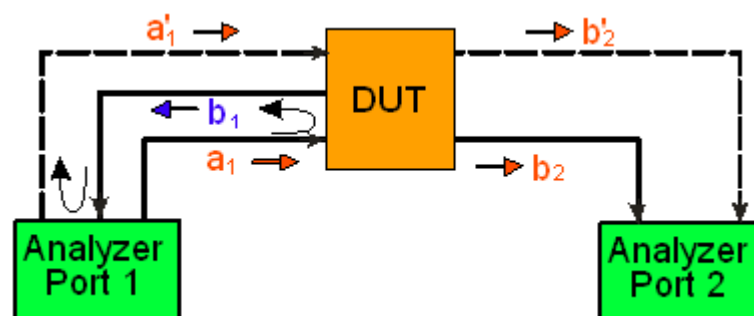 a'₁
b'₂
b₁
DUT
a₁
b₂
Analyzer
Port 1
Analyzer
Port 2